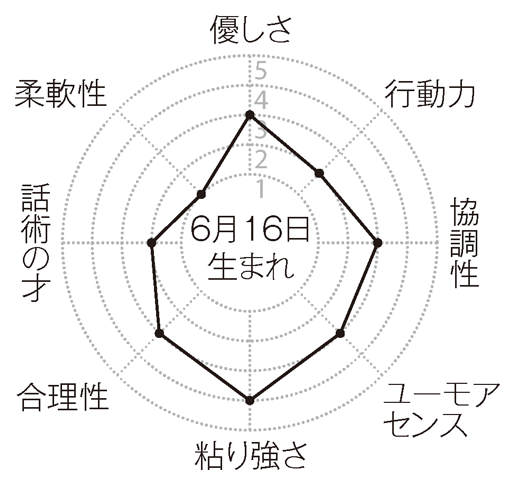 優しさ
行動力
協調性
ユーモア
センス
粘り強さ
合理性
話術の才
柔軟性
5
4
3
2
1
6月16日
生まれ